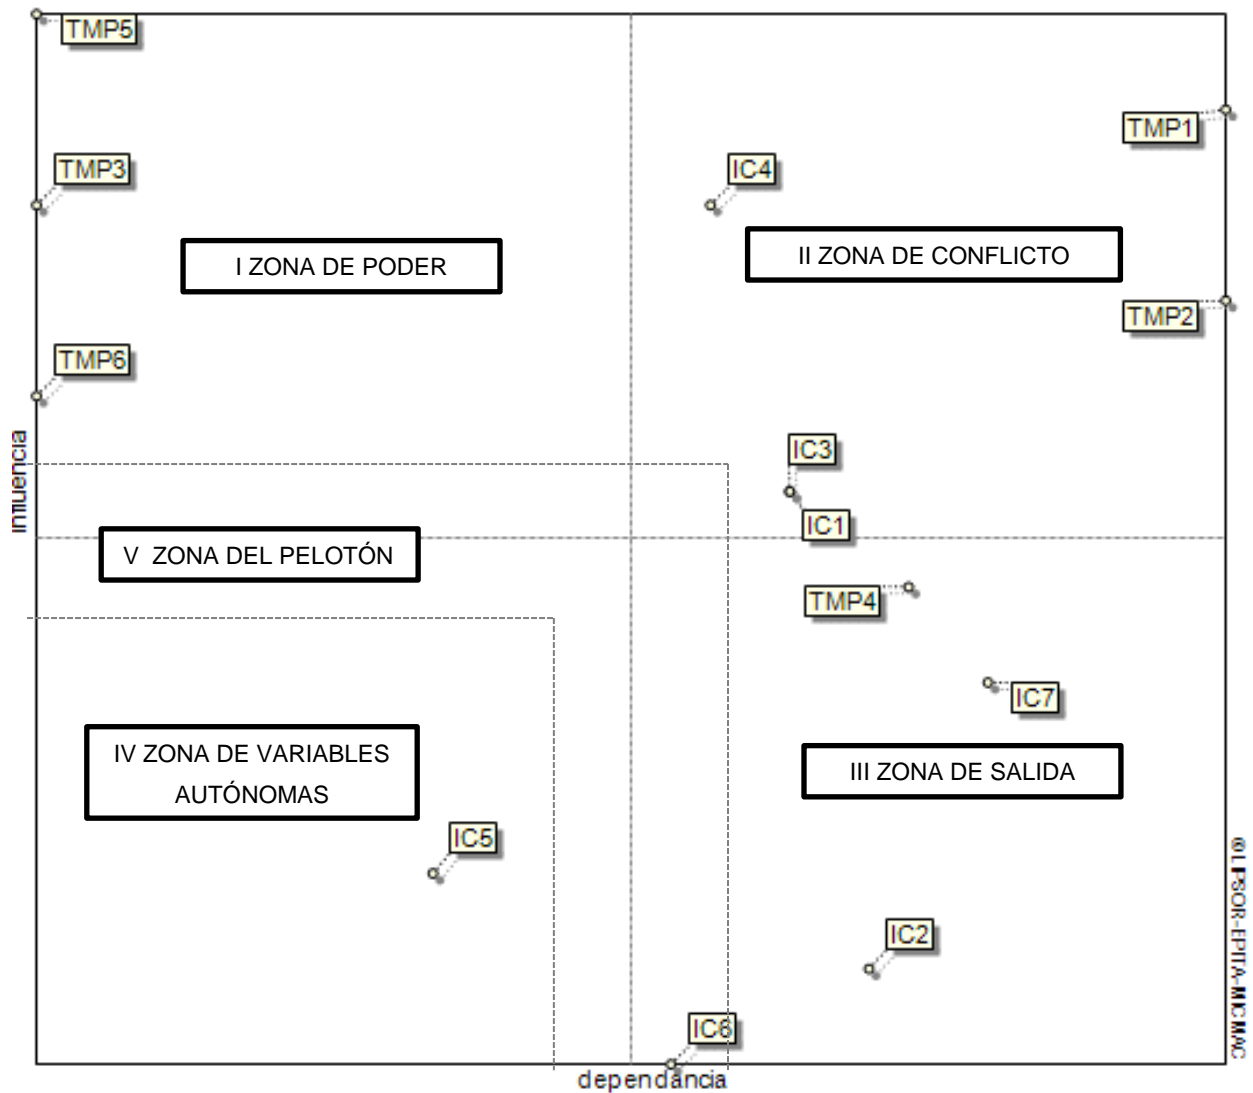 TMP5
TMP1
TMP3
IC4
I ZONA DE PODER
II ZONA DE CONFLICTO
TMP2
TMP6
influencia
IC3
IC1
V ZONA DEL PELOTÓN
TMP4
IC7
IV ZONA DE VARIABLES
AUTÓNOMAS
III ZONA DE SALIDA
IC5
IC2
IC6
dependancia
©LIPSOR-EPITA-MICMAC